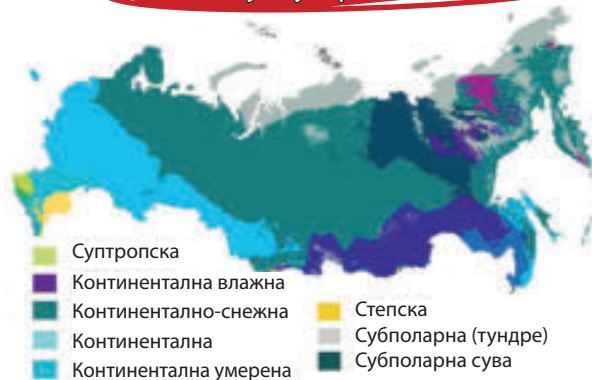 Суптропска
Континентална влажна
Континентално-снежна
Континентална
Континентална умерена
Степска
Субполарна (тундре)
Субполарна сува